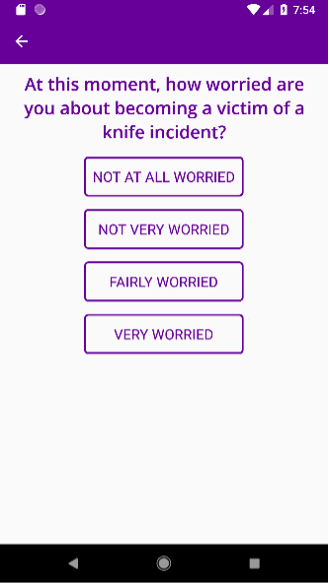 7:54
At this moment, how worried are
you about becoming a victim of a
knife incident?
NOT AT ALL WORRIED
NOT VERY WORRIED
FAIRLY WORRIED
VERY WORRIED